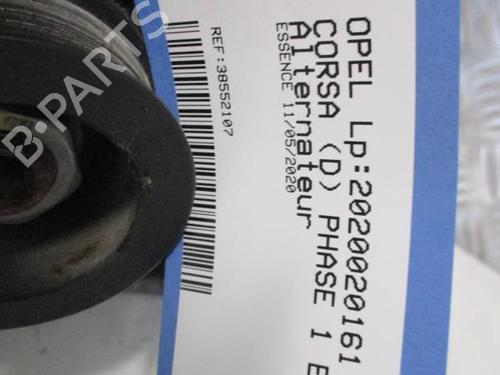 OPEL Lp:2020020161
CORSA (D) PHASE 1 E
Alternateur
ESSENCE 11/05/2020
REF:38552107
B-PARTS